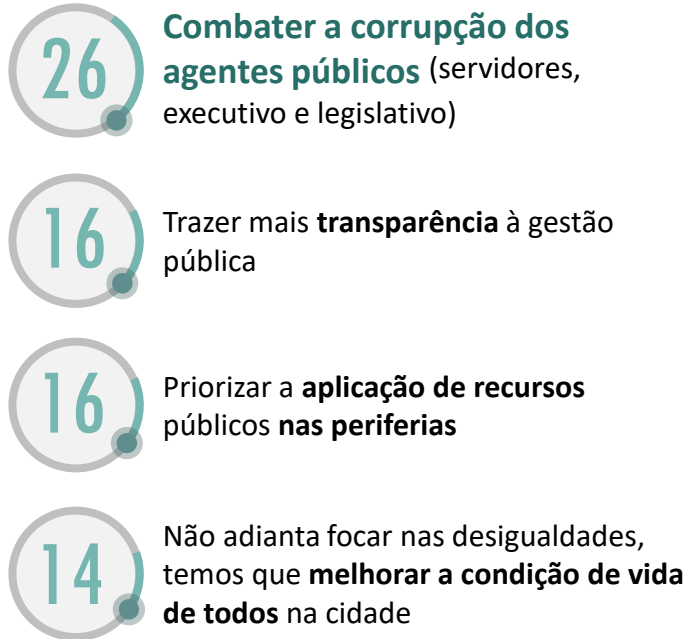 26
Combater a corrupção dos
agentes públicos (servidores,
executivo e legislativo)
16
Trazer mais transparência à gestão
pública
16
Priorizar a aplicação de recursos
públicos nas periferias
14
Não adianta focar nas desigualdades,
temos que melhorar a condição de vida
de todos na cidade